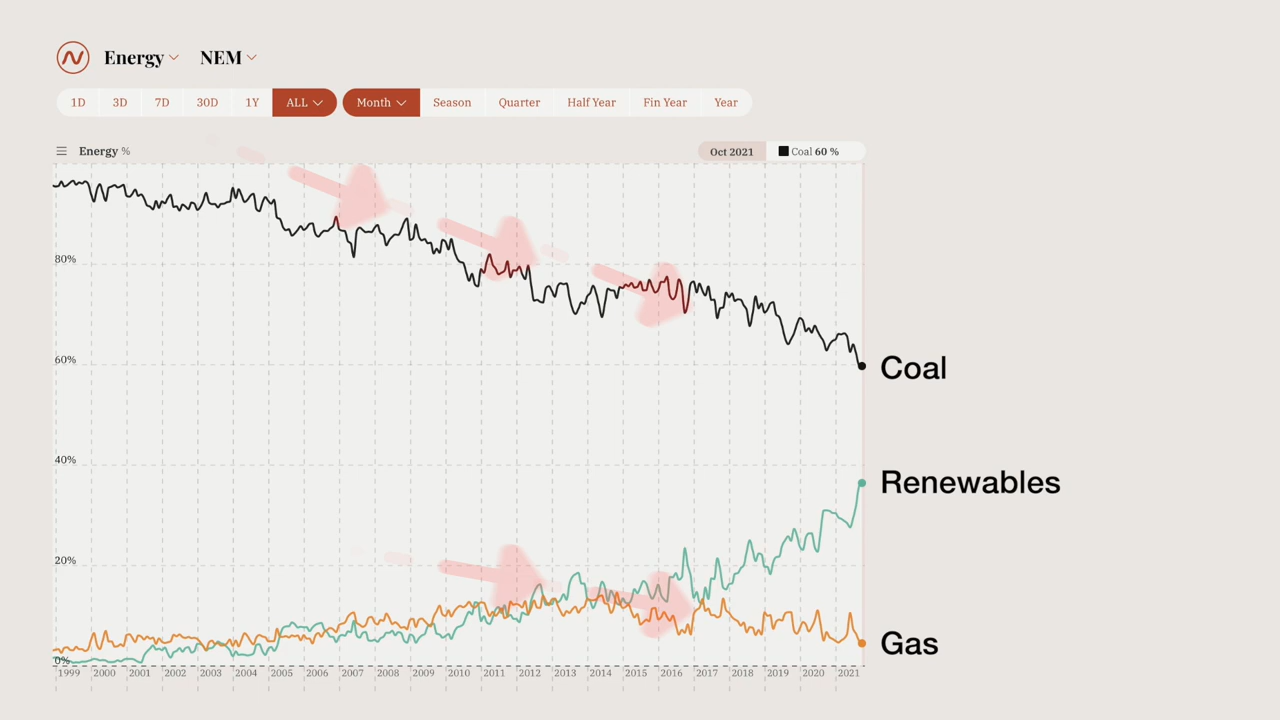 Energy NEM
1D 3D 7D 30D 1Y ALL Month Season Quarter Half Year Fin Year Year
Energy % Oct 2021 Coal 60 %
80%
60%
Coal
40%
Renewables
20%
Gas
0%
1999 2000 2001 2002 2003 2004 2005 2006 2007 2008 2009 2010 2011 2012 2013 2014 2015 2016 2017 2018 2019 2020 2021